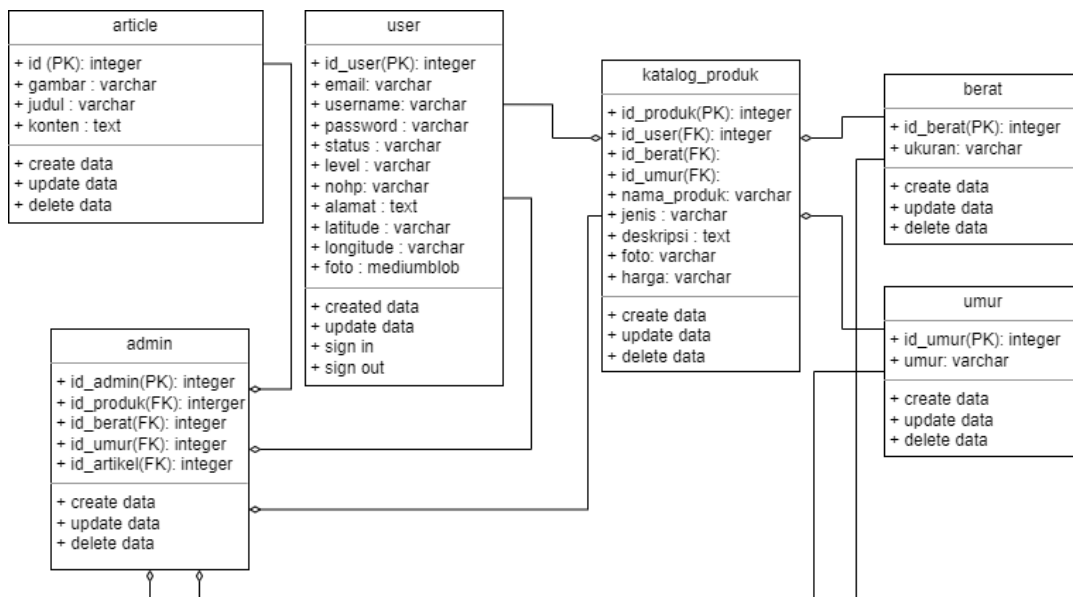 article
+ id (PK): integer
+ gambar : varchar
+ judul : varchar
+ konten : text
+ create data
+ update data
+ delete data
user
+ id_user(PK): integer
+ email: varchar
+ username: varchar
+ password : varchar
+ status : varchar
+ level : varchar
+ nohp: varchar
+ alamat : text
+ latitude : varchar
+ longitude : varchar
+ foto : mediumblob
+ created data
+ update data
+ sign in
+ sign out
katalog_produk
+ id_produk(PK): integer
+ id_user(FK): integer
+ id_berat(FK):
+ id_umur(FK):
+ nama_produk: varchar
+ jenis : varchar
+ deskripsi : text
+ foto: varchar
+ harga: varchar
+ create data
+ update data
+ delete data
berat
+ id_berat(PK): integer
+ ukuran: varchar
+ create data
+ update data
+ delete data
umur
+ id_umur(PK): integer
+ umur: varchar
+ create data
+ update data
+ delete data
admin
+ id_admin(PK): integer
+ id_produk(FK): interger
+ id_berat(FK): integer
+ id_umur(FK): integer
+ id_artikel(FK): integer
+ create data
+ update data
+ delete data